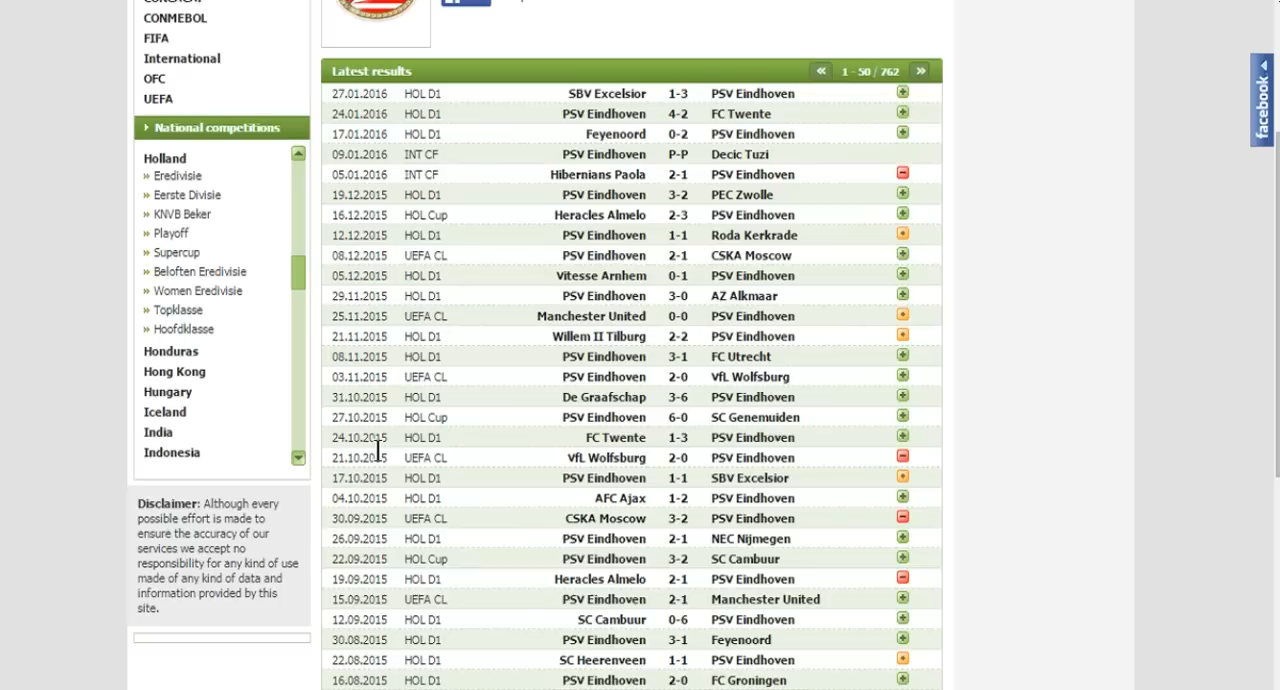 CONMEBOL
FIFA
International
OFC
UEFA
National competitions
Holland
» Eredivisie
» Eerste Divisie
» KNVB Beker
» Playoff
» Supercup
» Beloften Eredivisie
» Women Eredivisie
» Topklasse
» Hoofdklasse
Honduras
Hong Kong
Hungary
Iceland
India
Indonesia
Disclaimer: Although every
possible effort is made to
ensure the accuracy of our
services we accept no
responsibility for any kind of use
made of any kind of data and
information provided by this
site.
Latest results « 1 - 50 / 762 »
27.01.2016 HOL D1 SBV Excelsior 1-3 PSV Eindhoven
24.01.2016 HOL D1 PSV Eindhoven 4-2 FC Twente
17.01.2016 HOL D1 Feyenoord 0-2 PSV Eindhoven
09.01.2016 INT CF PSV Eindhoven P-P Decic Tuzi
05.01.2016 INT CF Hibernians Paola 2-1 PSV Eindhoven
19.12.2015 HOL D1 PSV Eindhoven 3-2 PEC Zwolle
16.12.2015 HOL Cup Heracles Almelo 2-3 PSV Eindhoven
12.12.2015 HOL D1 PSV Eindhoven 1-1 Roda Kerkrade
08.12.2015 UEFA CL PSV Eindhoven 2-1 CSKA Moscow
05.12.2015 HOL D1 Vitesse Arnhem 0-1 PSV Eindhoven
29.11.2015 HOL D1 PSV Eindhoven 3-0 AZ Alkmaar
25.11.2015 UEFA CL Manchester United 0-0 PSV Eindhoven
21.11.2015 HOL D1 Willem II Tilburg 2-2 PSV Eindhoven
08.11.2015 HOL D1 PSV Eindhoven 3-1 FC Utrecht
03.11.2015 UEFA CL PSV Eindhoven 2-0 VfL Wolfsburg
31.10.2015 HOL D1 De Graafschap 3-6 PSV Eindhoven
27.10.2015 HOL Cup PSV Eindhoven 6-0 SC Genemuiden
24.10.2015 HOL D1 FC Twente 1-3 PSV Eindhoven
21.10.2015 UEFA CL VfL Wolfsburg 2-0 PSV Eindhoven
17.10.2015 HOL D1 PSV Eindhoven 1-1 SBV Excelsior
04.10.2015 HOL D1 AFC Ajax 1-2 PSV Eindhoven
30.09.2015 UEFA CL CSKA Moscow 3-2 PSV Eindhoven
26.09.2015 HOL D1 PSV Eindhoven 2-1 NEC Nijmegen
22.09.2015 HOL Cup PSV Eindhoven 3-2 SC Cambuur
19.09.2015 HOL D1 Heracles Almelo 2-1 PSV Eindhoven
15.09.2015 UEFA CL PSV Eindhoven 2-1 Manchester United
12.09.2015 HOL D1 SC Cambuur 0-6 PSV Eindhoven
30.08.2015 HOL D1 PSV Eindhoven 3-1 Feyenoord
22.08.2015 HOL D1 SC Heerenveen 1-1 PSV Eindhoven
16.08.2015 HOL D1 PSV Eindhoven 2-0 FC Groningen
facebook